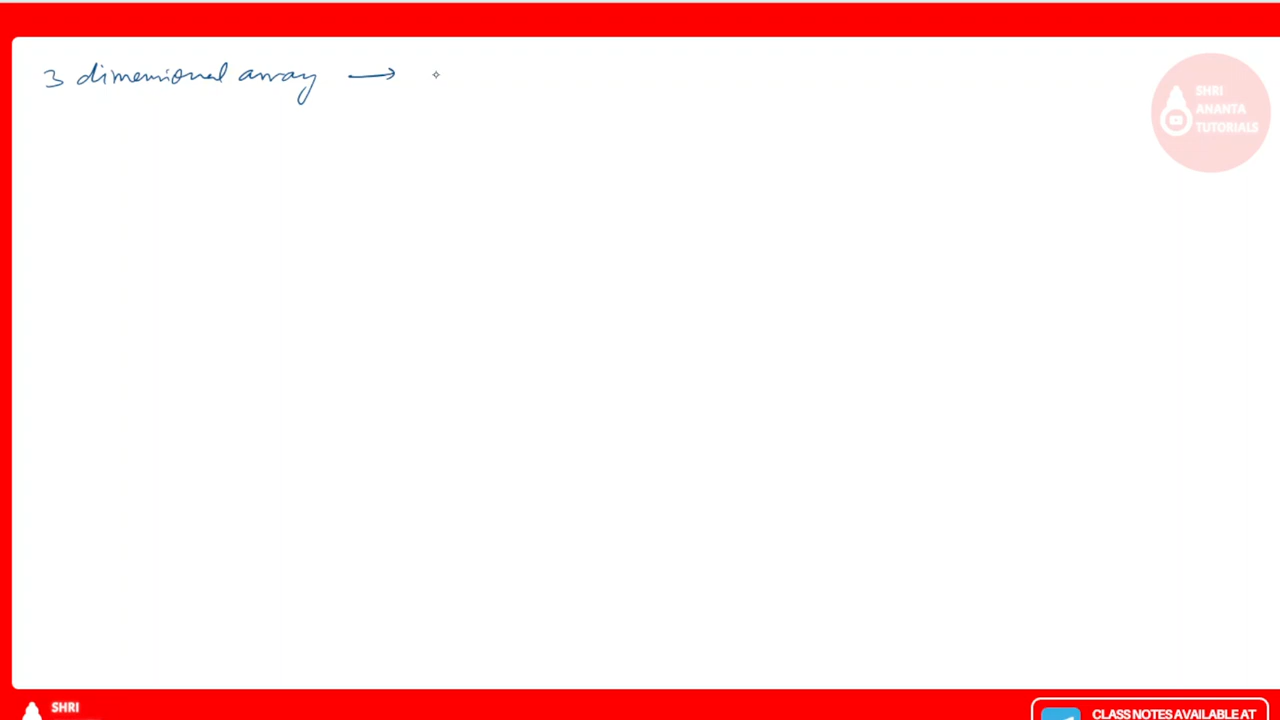 3 dimensional array →
SHRI
ANANTA
TUTORIALS
SHRI
CLASS NOTES AVAILABLE AT